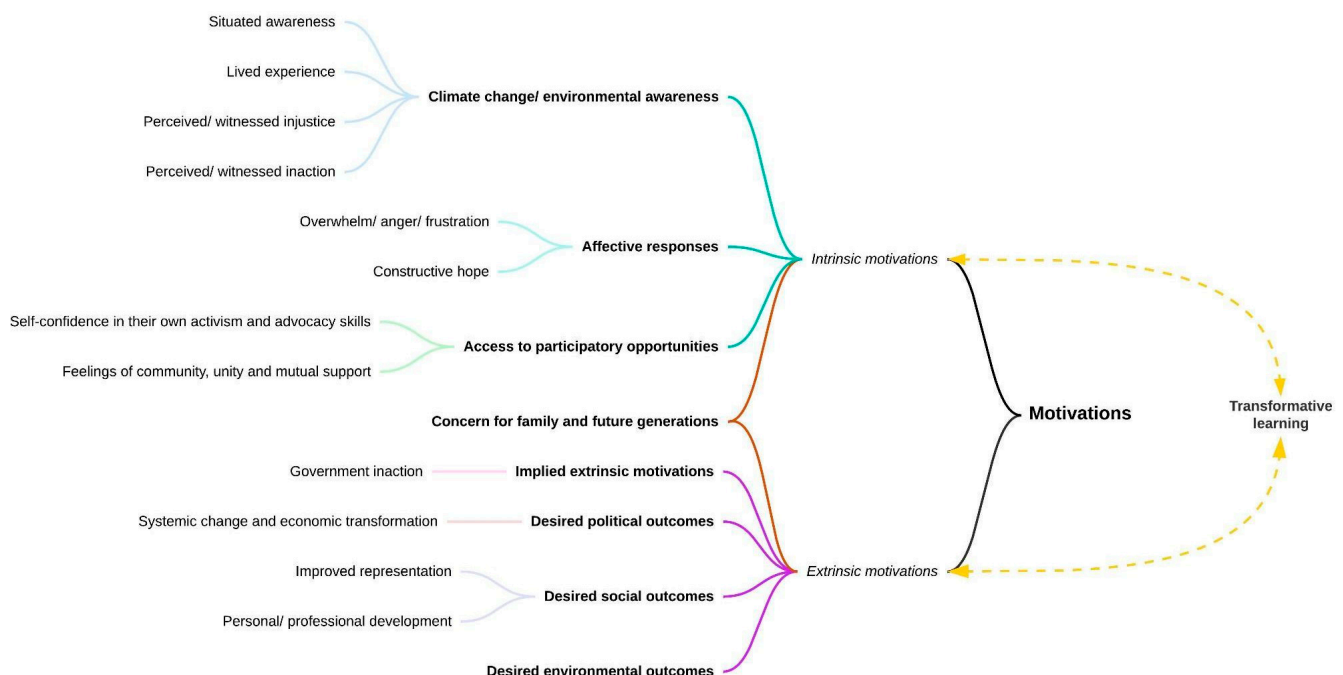 Situated awareness
Lived experience
Climate change/ environmental awareness
Perceived/ witnessed injustice
Perceived/ witnessed inaction
Overwhelm/ anger/ frustration
Affective responses
Intrinsic motivations
Constructive hope
Self-confidence in their own activism and advocacy skills
Access to participatory opportunities
Feelings of community, unity and mutual support
Motivations
Transformative
learning
Concern for family and future generations
Government inaction
Implied extrinsic motivations
Systemic change and economic transformation
Desired political outcomes
Improved representation
Extrinsic motivations
Desired social outcomes
Personal/ professional development
Desired environmental outcomes